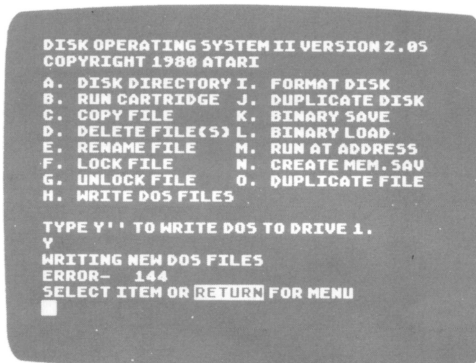 DISK OPERATING SYSTEM II VERSION 2.0S
COPYRIGHT 1980 ATARI
A. DISK DIRECTORY I. FORMAT DISK
B. RUN CARTRIDGE J. DUPLICATE DISK
C. COPY FILE K. BINARY SAVE
D. DELETE FILE(S) L. BINARY LOAD
E. RENAME FILE M. RUN AT ADDRESS
F. LOCK FILE N. CREATE MEM.SAV
G. UNLOCK FILE O. DUPLICATE FILE
H. WRITE DOS FILES
TYPE Y'' TO WRITE DOS TO DRIVE 1.
Y
WRITING NEW DOS FILES
ERROR- 144
SELECT ITEM OR RETURN FOR MENU